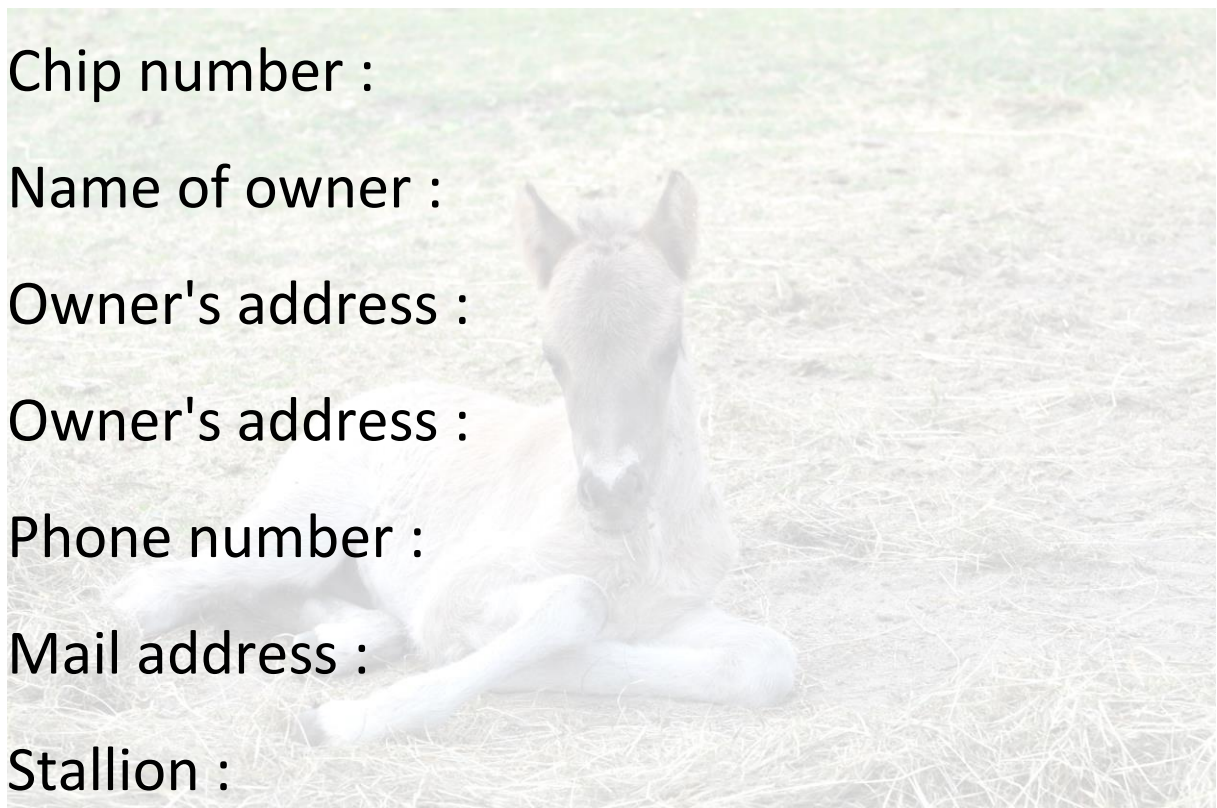 Chip number :
Name of owner :
Owner's address :
Owner's address :
Phone number :
Mail address :
Stallion :